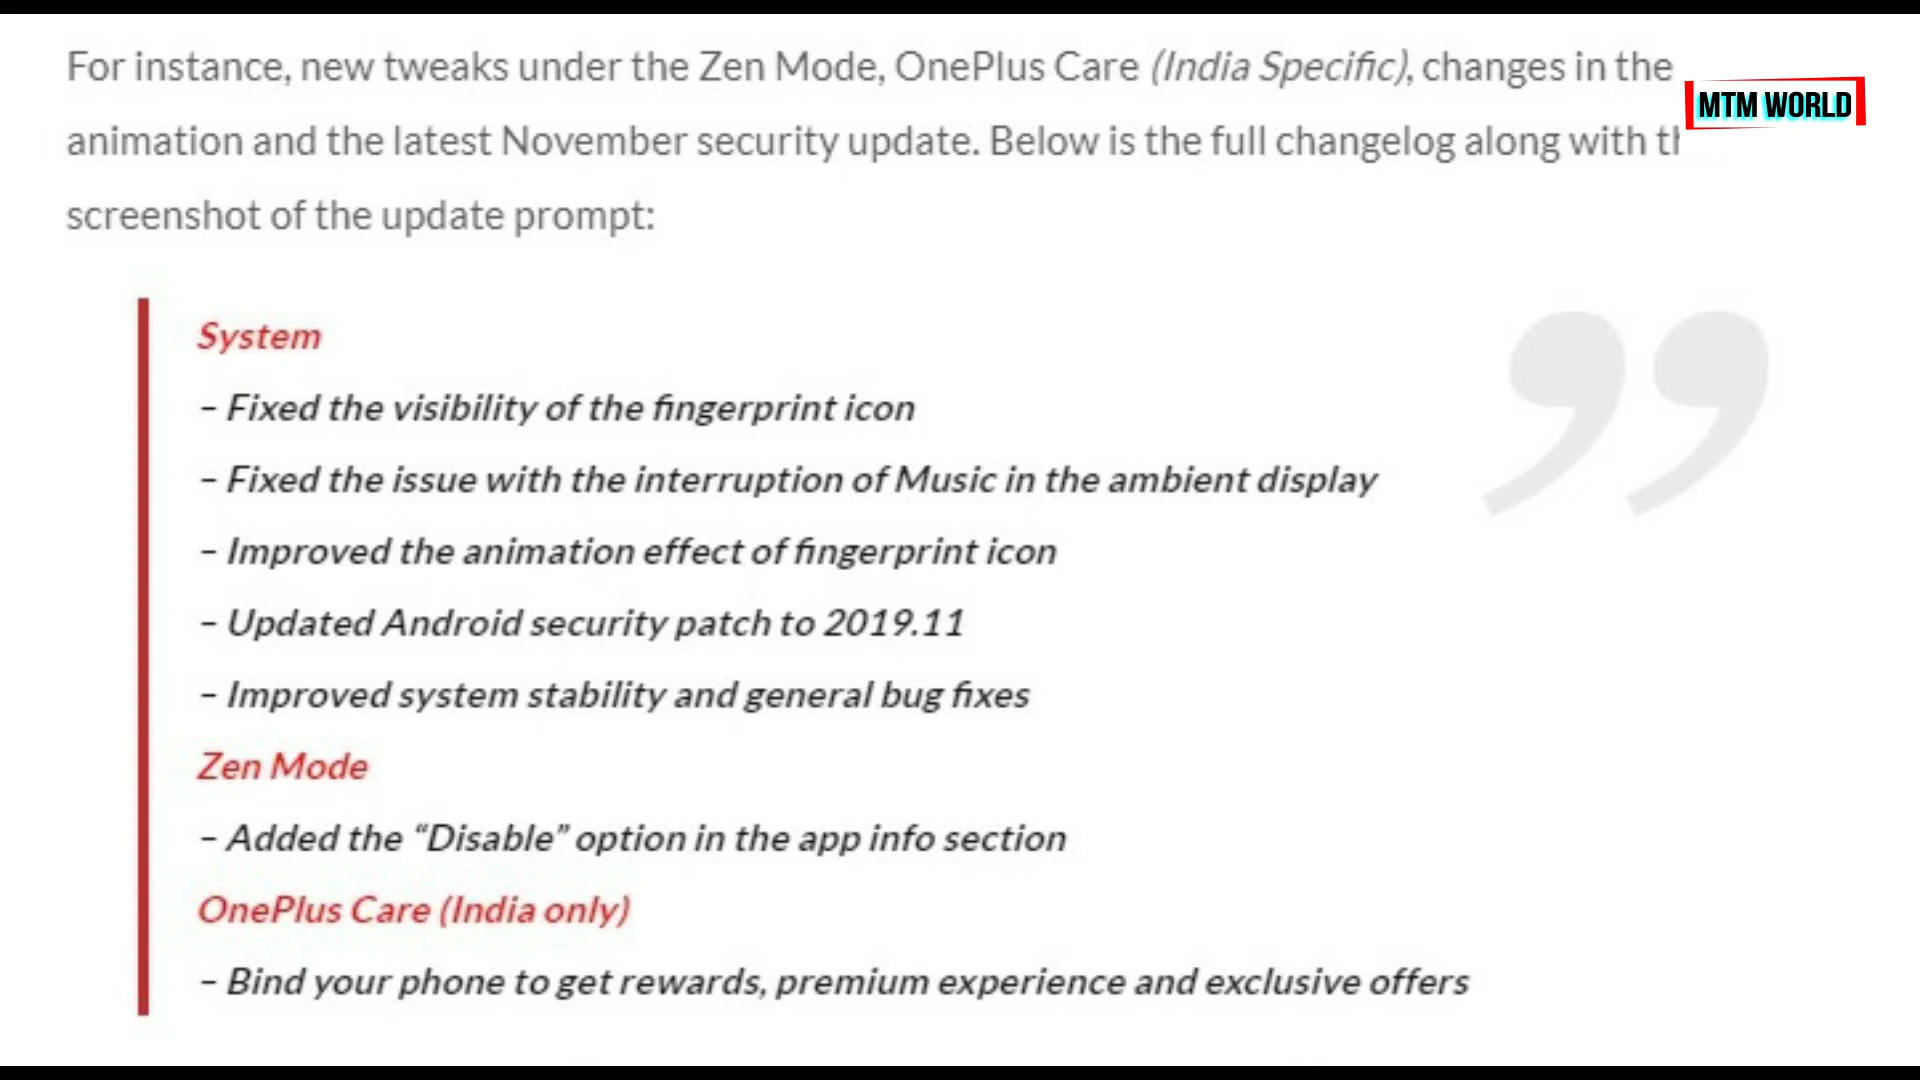 For instance, new tweaks under the Zen Mode, OnePlus Care (India Specific), changes in the
MTM WORLD
animation and the latest November security update. Below is the full changelog along with
screenshot of the update prompt:
System
– Fixed the visibility of the fingerprint icon
– Fixed the issue with the interruption of Music in the ambient display
– Improved the animation effect of fingerprint icon
– Updated Android security patch to 2019.11
– Improved system stability and general bug fixes
Zen Mode
– Added the “Disable” option in the app info section
OnePlus Care (India only)
– Bind your phone to get rewards, premium experience and exclusive offers